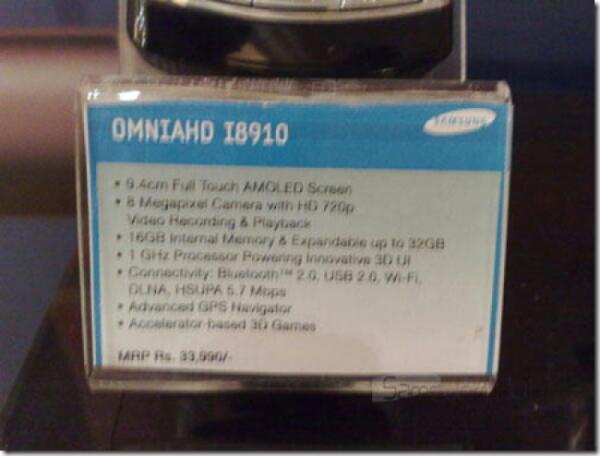 OMNIAHD I8910
SAMSUNG
• 9.4cm Full Touch AMOLED Screen
• 8 Megapixel Camera with HD 720p
Video Recording & Playback
• 16GB Internal Memory & Expandable up to 32GB
• 1 GHz Processor Powering Innovative 3D UI
• Connectivity: Bluetooth™ 2.0, USB 2.0, Wi-Fi,
DLNA, HSUPA 5.7 Mbps
• Advanced GPS Navigator
• Accelerator-based 3D Games
MRP Rs. 33,990/-